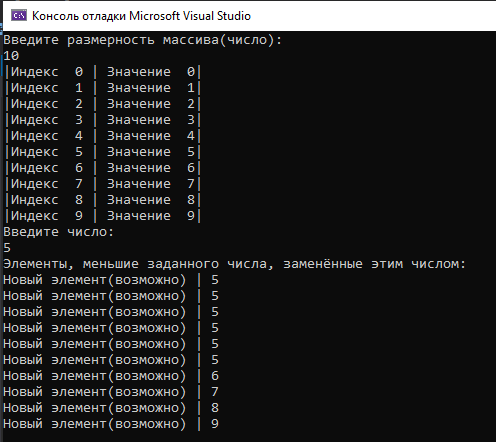 Консоль отладки Microsoft Visual Studio
Введите размерность массива(число):
10
|Индекс  0 | Значение  0|
|Индекс  1 | Значение  1|
|Индекс  2 | Значение  2|
|Индекс  3 | Значение  3|
|Индекс  4 | Значение  4|
|Индекс  5 | Значение  5|
|Индекс  6 | Значение  6|
|Индекс  7 | Значение  7|
|Индекс  8 | Значение  8|
|Индекс  9 | Значение  9|
Введите число:
5
Элементы, меньшие заданного числа, заменённые этим числом:
Новый элемент(возможно) | 5
Новый элемент(возможно) | 5
Новый элемент(возможно) | 5
Новый элемент(возможно) | 5
Новый элемент(возможно) | 5
Новый элемент(возможно) | 5
Новый элемент(возможно) | 6
Новый элемент(возможно) | 7
Новый элемент(возможно) | 8
Новый элемент(возможно) | 9